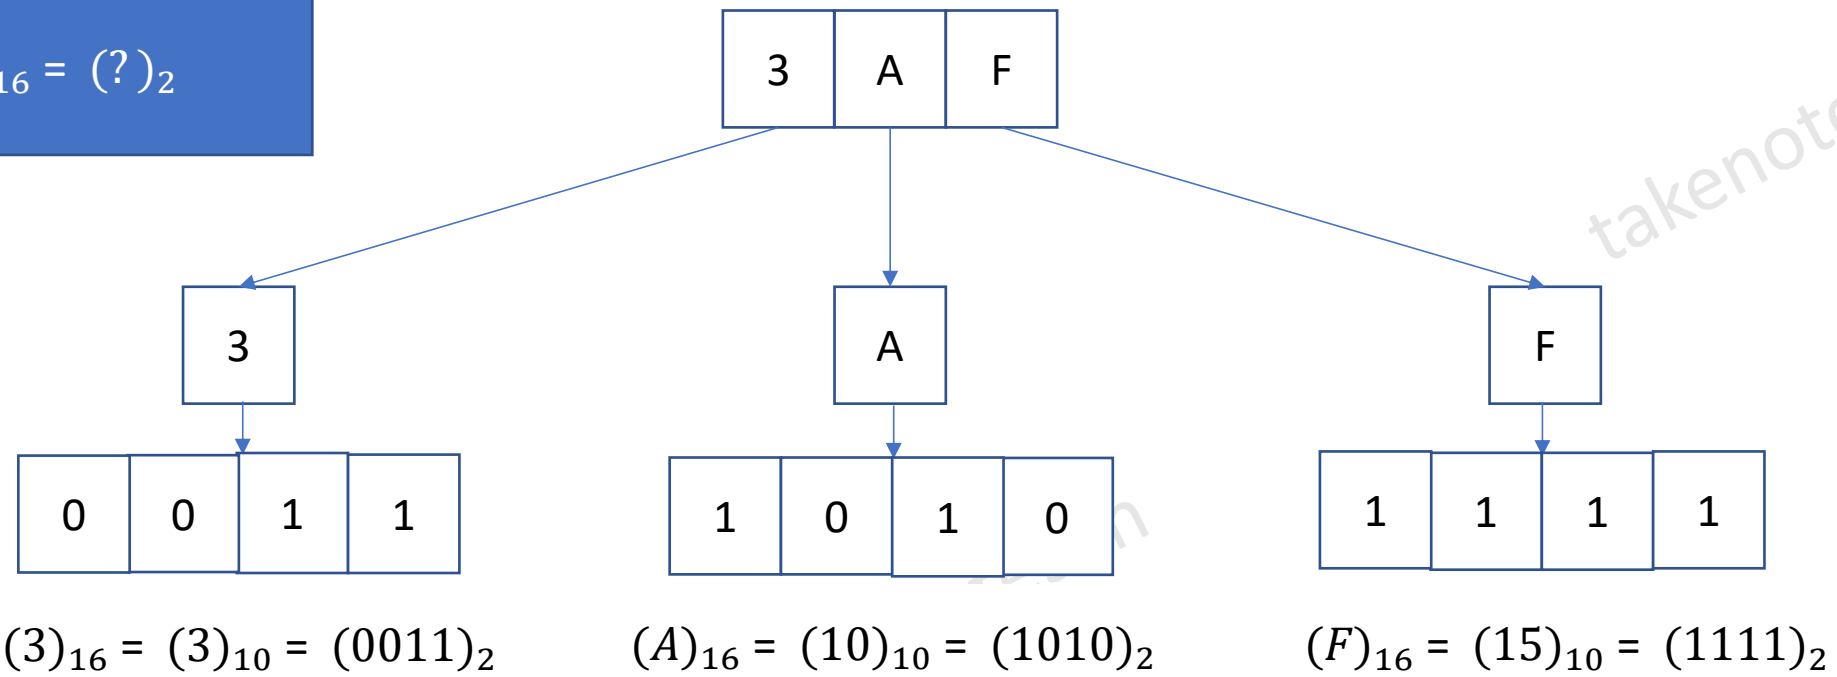 16 = (?)2
3 A F
3 A F
0 0 1 1 1 0 1 0 1 1 1 1
(3)16 = (3)10 = (0011)2 (A)16 = (10)10 = (1010)2 (F)16 = (15)10 = (1111)2